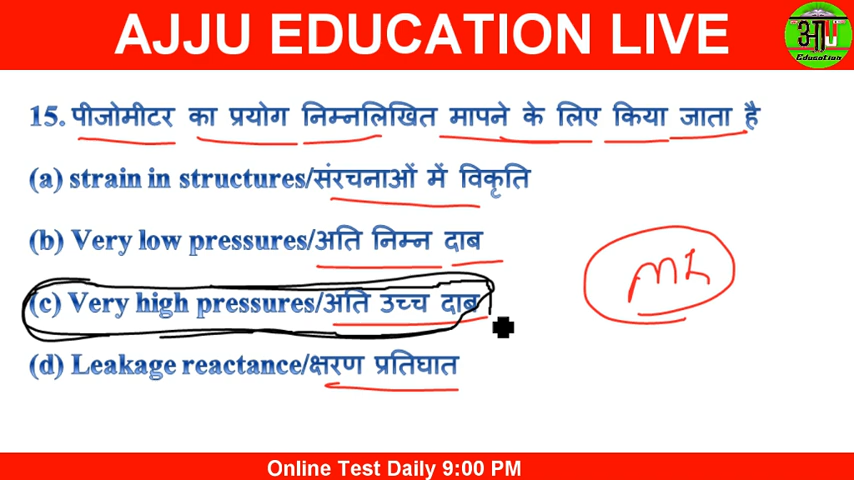 AJJU EDUCATION LIVE
Education
15. पीजोमीटर का प्रयोग निम्नलिखित मापने के लिए किया जाता है
(a) strain in structures/संरचनाओं में विकृति
(b) Very low pressures/अति निम्न दाब
(c) Very high pressures/अति उच्च दाब
(d) Leakage reactance/क्षरण प्रतिघात
Online Test Daily 9:00 PM